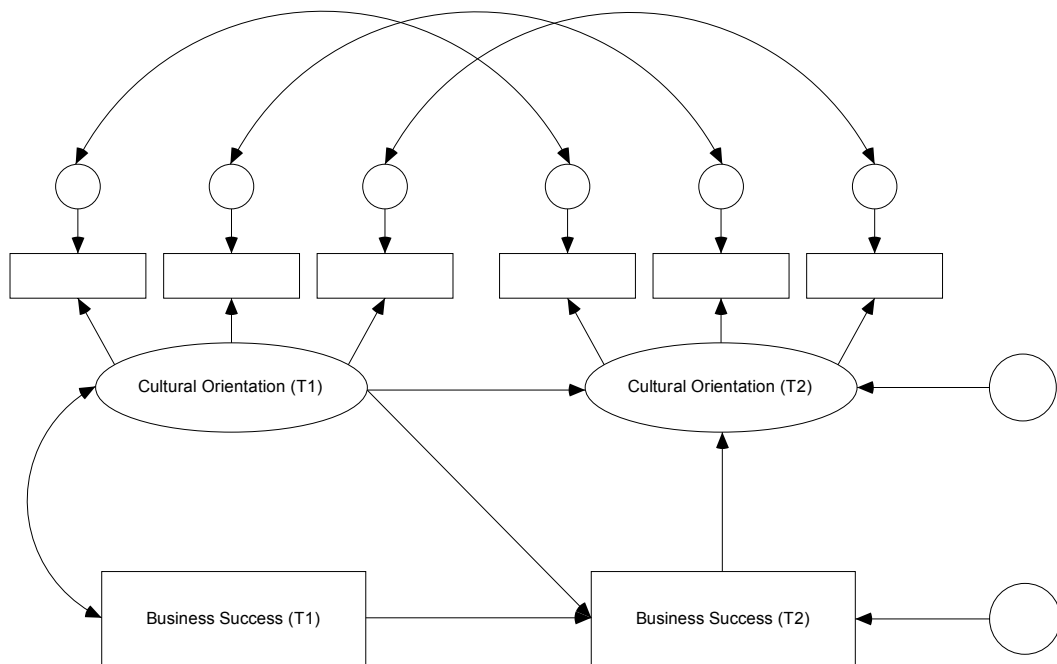 Cultural Orientation (T1)
Cultural Orientation (T2)
Business Success (T1)
Business Success (T2)